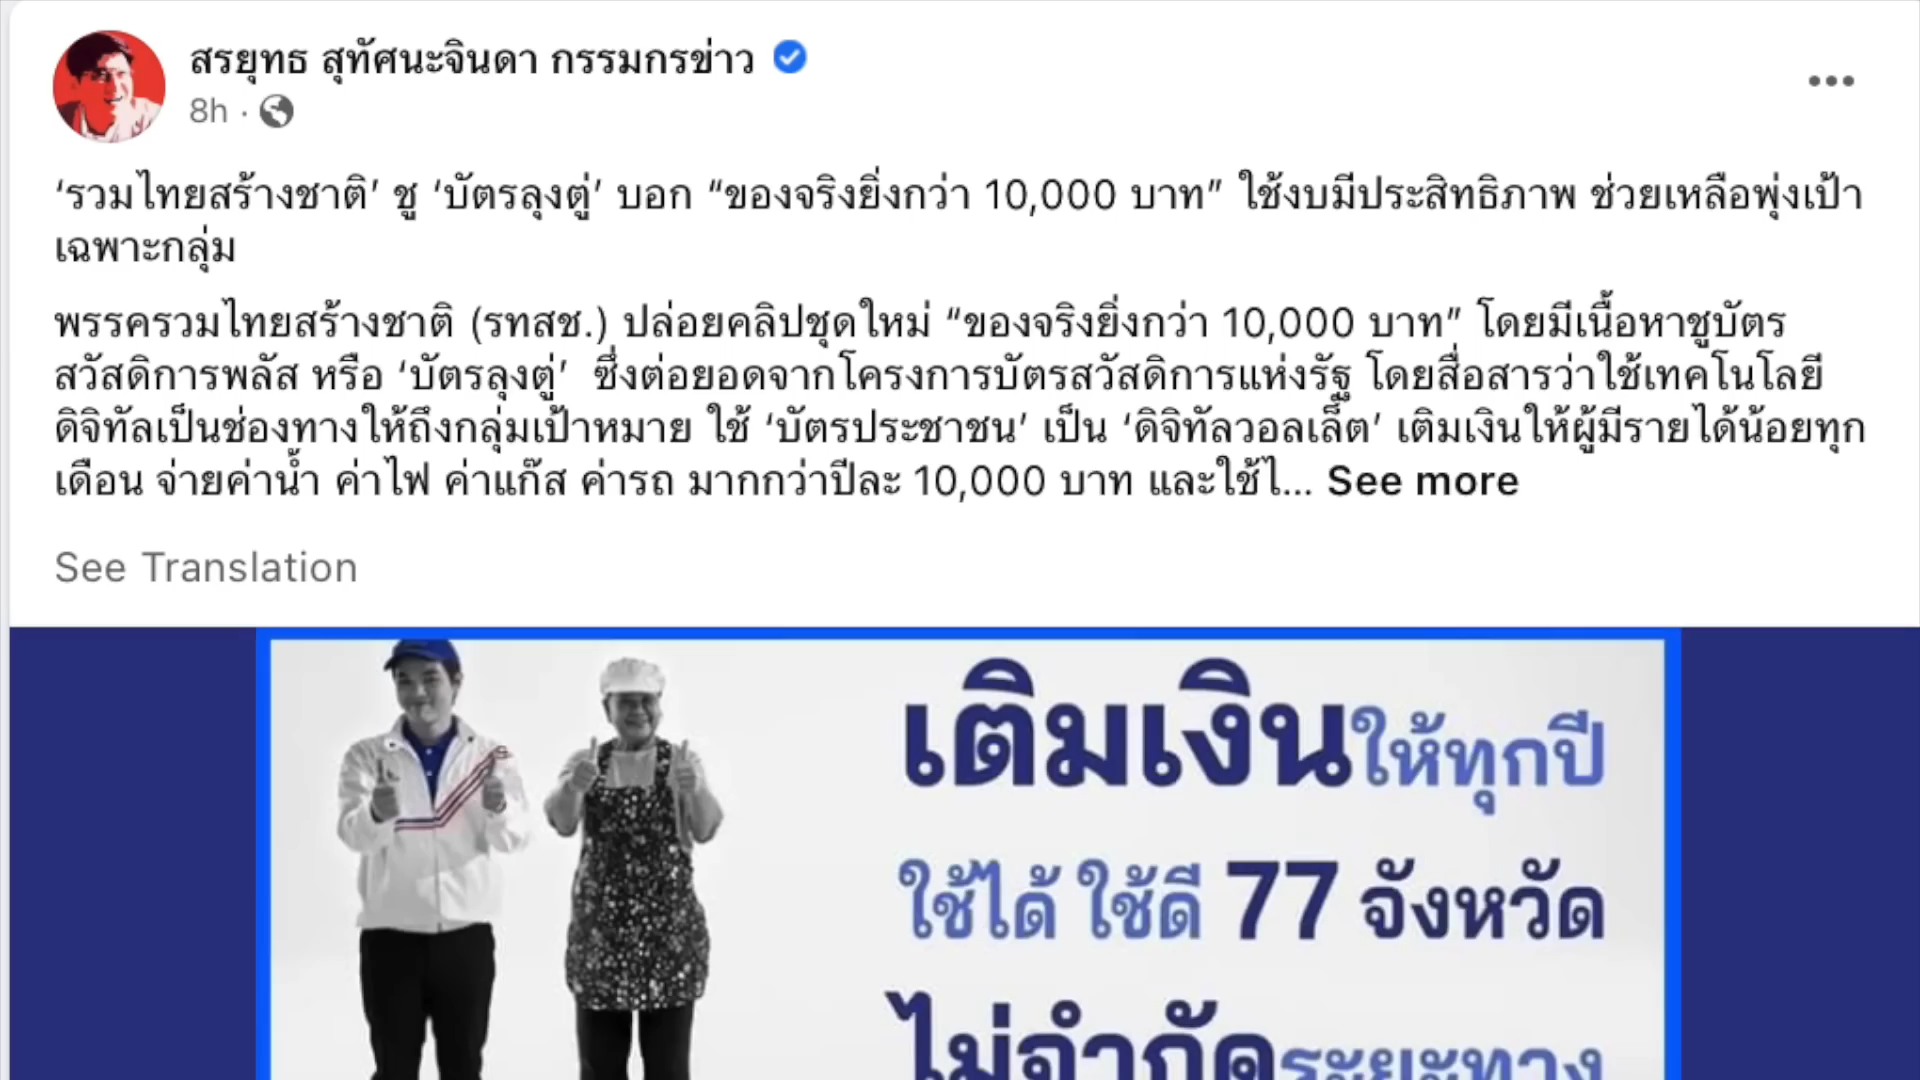 สรยุทธ สุทัศนะจินดา กรรมกรข่าว
8h ·
‘รวมไทยสร้างชาติ’ ชู ‘บัตรลุงตู่’ บอก “ของจริงยิ่งกว่า 10,000 บาท” ใช้งบมีประสิทธิภาพ ช่วยเหลือพุ่งเป้า
เฉพาะกลุ่ม
พรรครวมไทยสร้างชาติ (รทสช.) ปล่อยคลิปชุดใหม่ “ของจริงยิ่งกว่า 10,000 บาท” โดยมีเนื้อหาชูบัตร
สวัสดิการพลัส หรือ ‘บัตรลุงตู่’ ซึ่งต่อยอดจากโครงการบัตรสวัสดิการแห่งรัฐ โดยสื่อสารว่าใช้เทคโนโลยี
ดิจิทัลเป็นช่องทางให้ถึงกลุ่มเป้าหมาย ใช้ ‘บัตรประชาชน’ เป็น ‘ดิจิทัลวอลเล็ต’ เติมเงินให้ผู้มีรายได้น้อยทุก
เดือน จ่ายค่าน้ำ ค่าไฟ ค่าแก๊ส ค่ารถ มากกว่าปีละ 10,000 บาท และใช้ไ... See more
See Translation
เติมเงินให้ทุกปี
ใช้ได้ ใช้ดี 77 จังหวัด
ไม่จำกัดระยะทาง